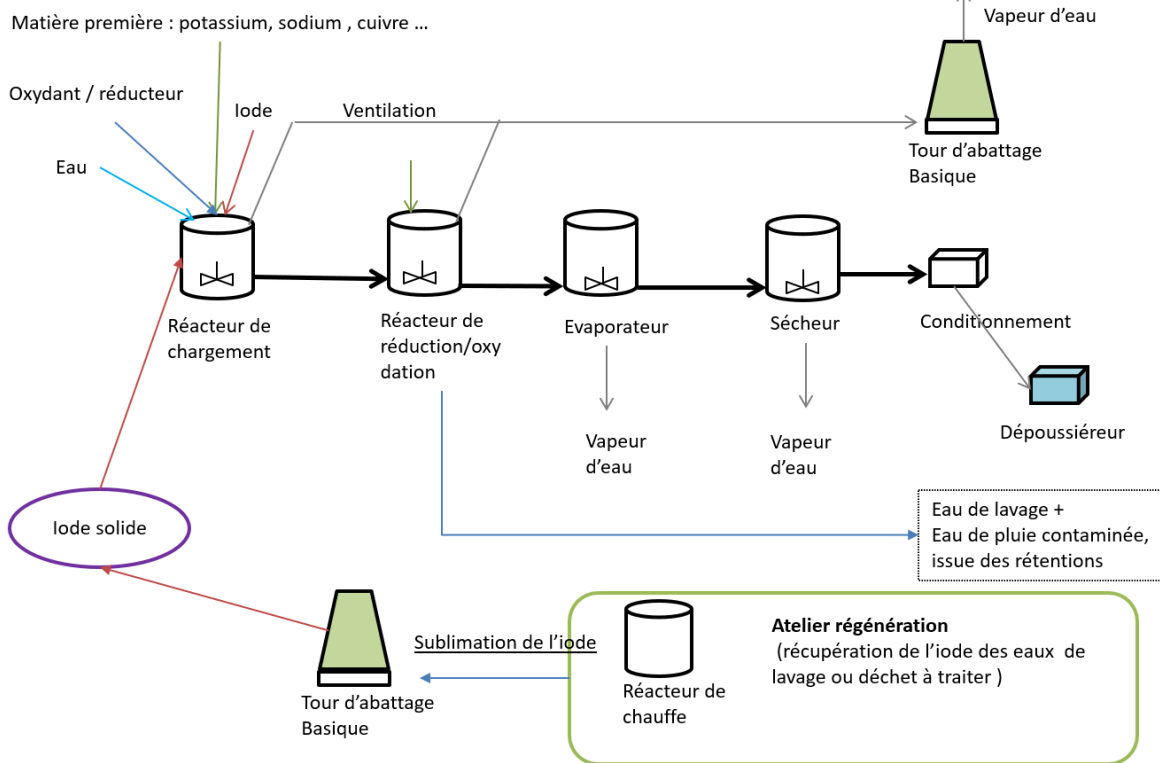 Matière première : potassium, sodium , cuivre ...
Vapeur d'eau
Oxydant / réducteur
Iode
Ventilation
Eau
Tour d'abattage
Basique
Réacteur de
chargement
Réacteur de
réduction/oxy
dation
Evaporateur
Sécheur
Conditionnement
Vapeur
d'eau
Vapeur
d'eau
Dépoussiéreur
Iode solide
Eau de lavage +
Eau de pluie contaminée,
issue des rétentions
Sublimation de l'iode
Tour d'abattage
Basique
Réacteur de
chauffe
Atelier régénération
(récupération de l'iode des eaux de
lavage ou déchet à traiter )